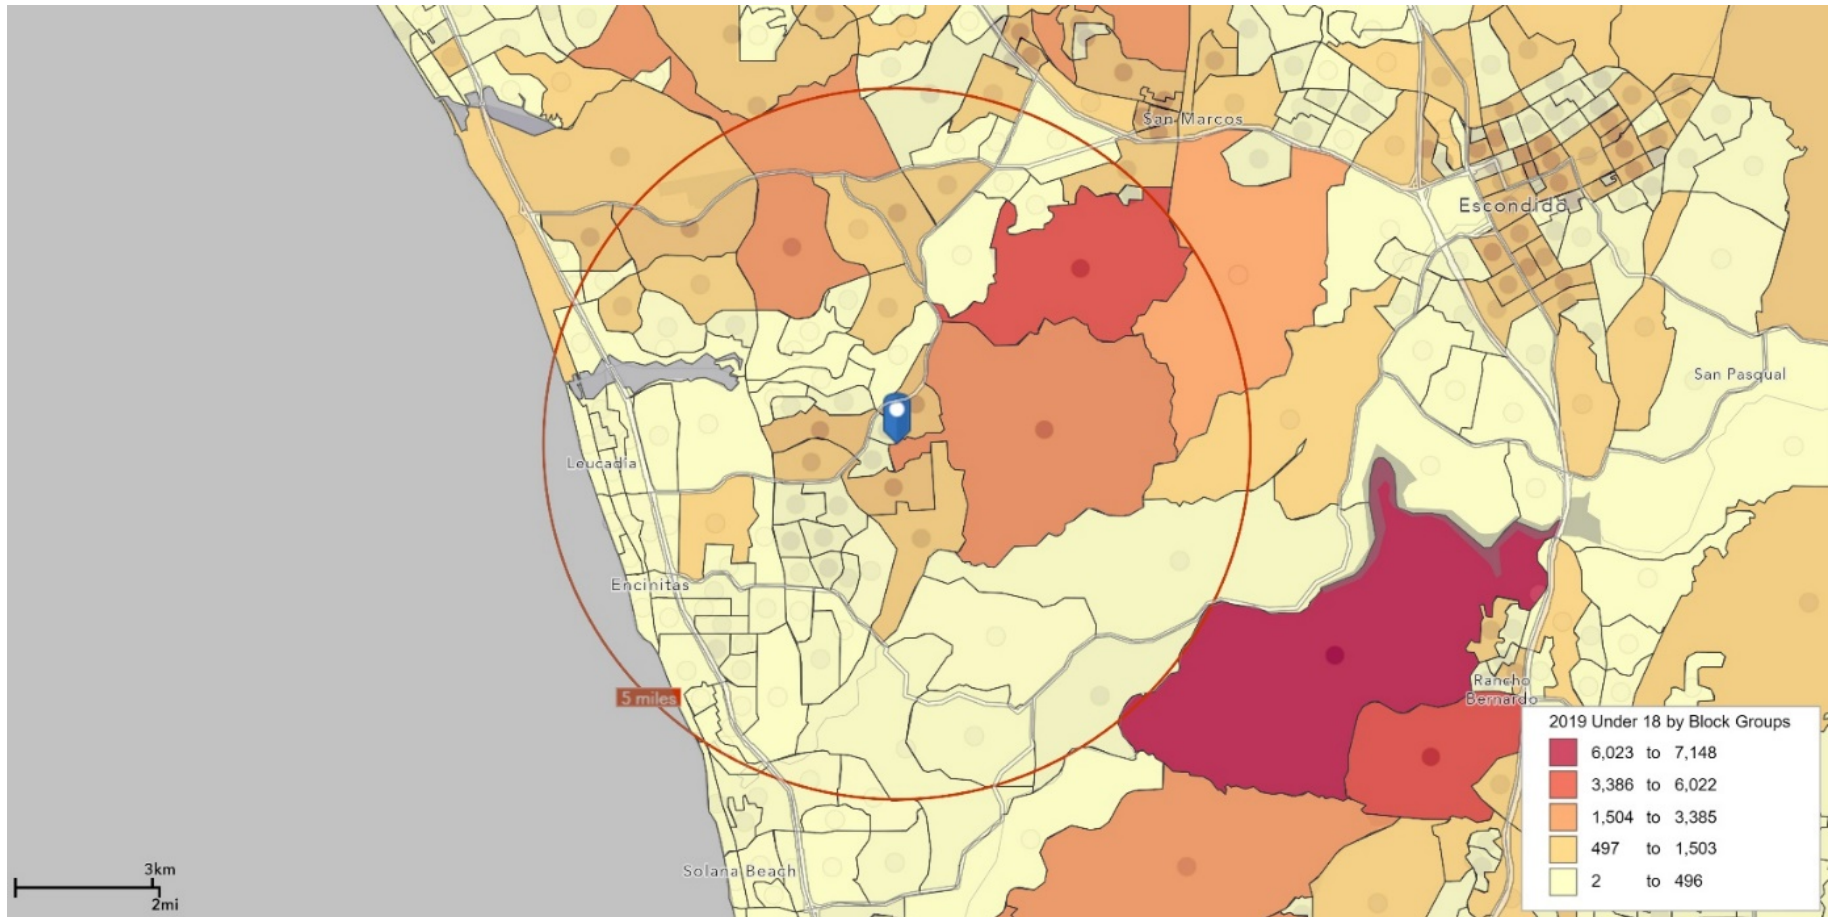 San Marcos
Escondido
San Pasqual
Leucadia
Encinitas
5 miles
Rancho
Bernardo
Solana Beach
3km
2mi
2019 Under 18 by Block Groups
6,023 to 7,148
3,386 to 6,022
1,504 to 3,385
497 to 1,503
2 to 496